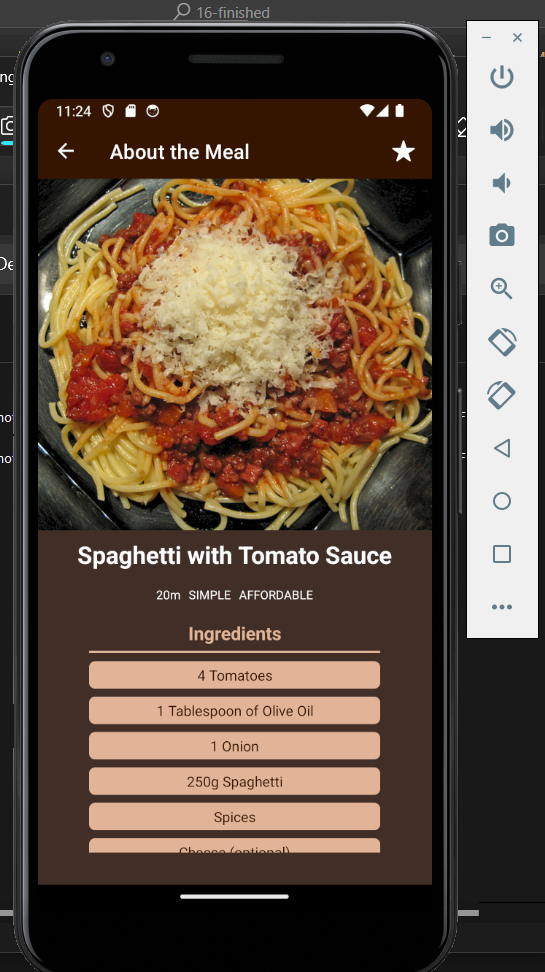 16-finished
11:24
About the Meal
Spaghetti with Tomato Sauce
20m SIMPLE AFFORDABLE
Ingredients
4 Tomatoes
1 Tablespoon of Olive Oil
1 Onion
250g Spaghetti
Spices
Cheese (optional)